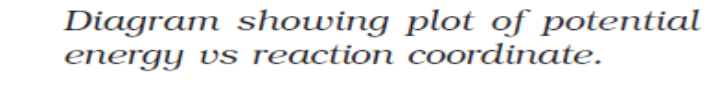 Diagram showing plot of potential
energy vs reaction coordinate.